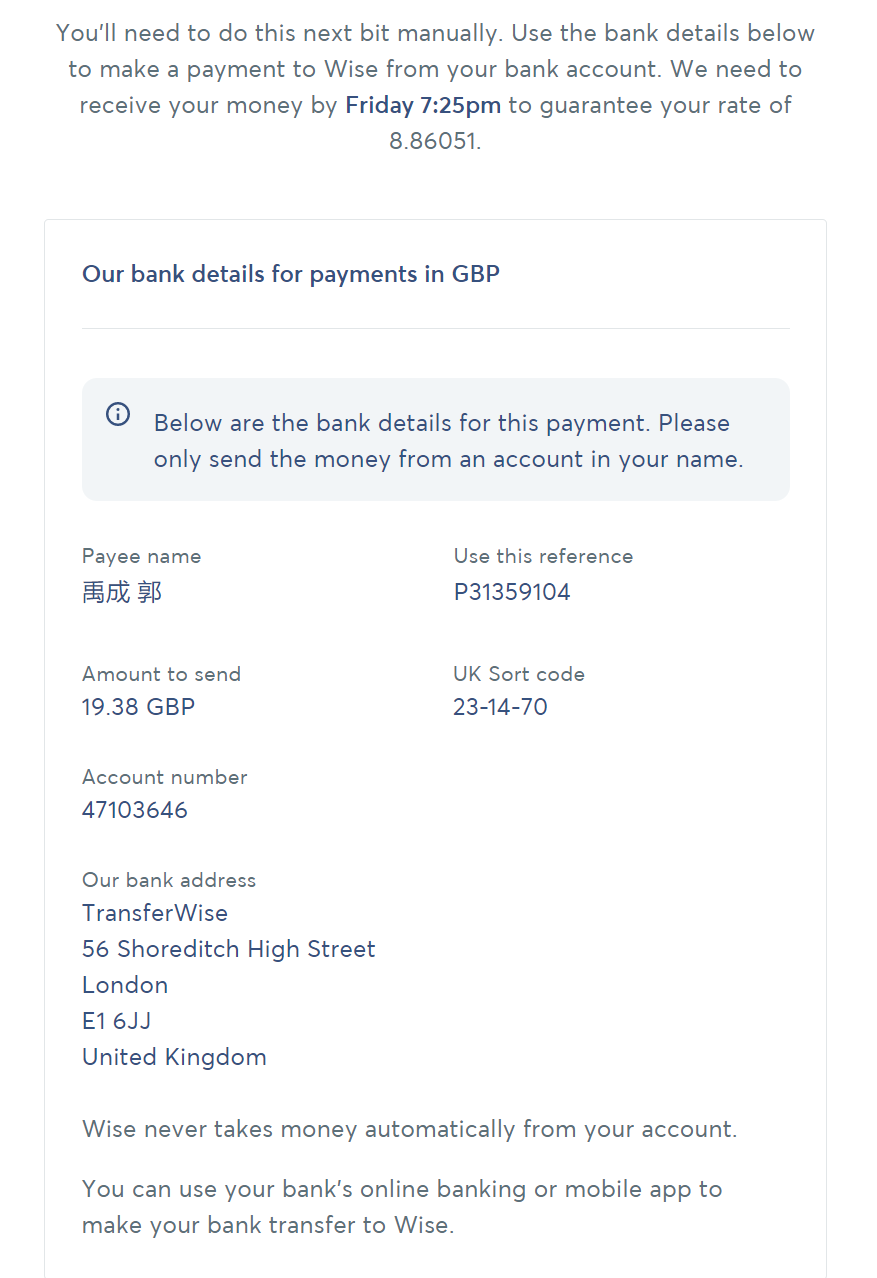 You'll need to do this next bit manually. Use the bank details below
to make a payment to Wise from your bank account. We need to
receive your money by Friday 7:25pm to guarantee your rate of
8.86051.
Our bank details for payments in GBP
Below are the bank details for this payment. Please
only send the money from an account in your name.
Payee name
禹成 郭
Use this reference
P31359104
Amount to send
19.38 GBP
UK Sort code
23-14-70
Account number
47103646
Our bank address
TransferWise
56 Shoreditch High Street
London
E1 6JJ
United Kingdom
Wise never takes money automatically from your account.
You can use your bank's online banking or mobile app to
make your bank transfer to Wise.